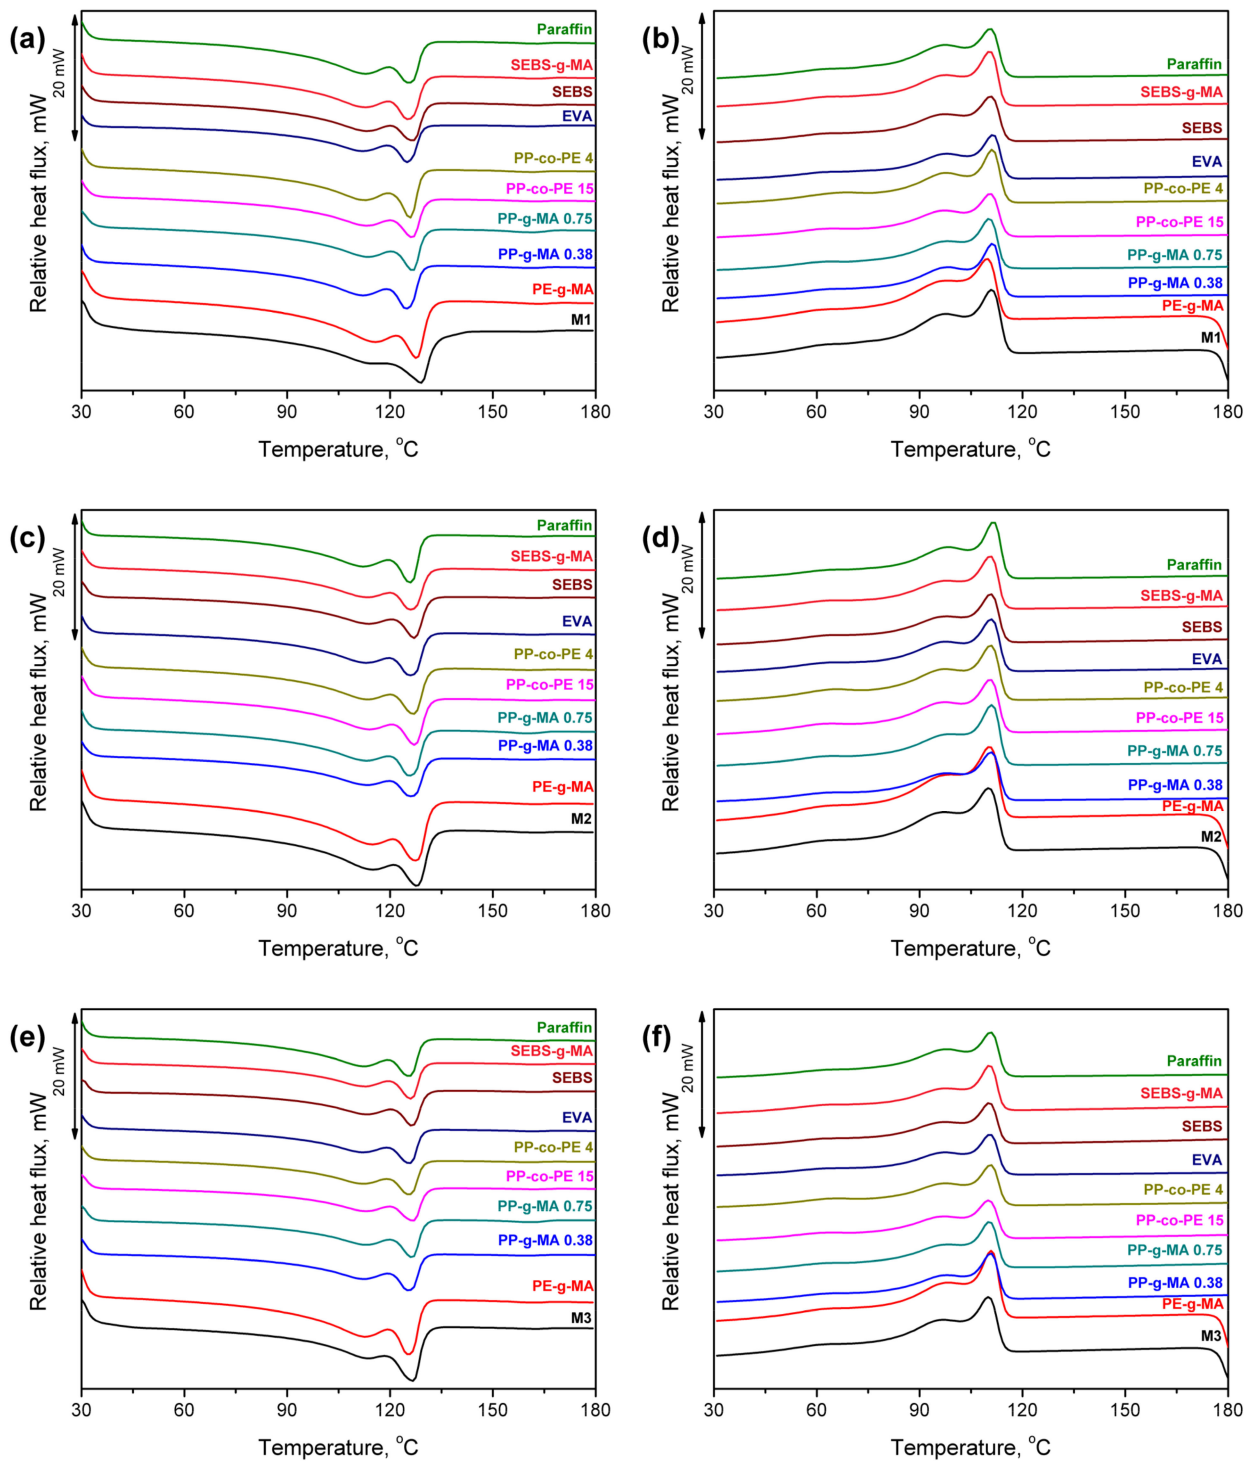 (a)
20 mW
Relative heat flux, mW
Paraffin
SEBS-g-MA
SEBS
EVA
PP-co-PE 4
PP-co-PE 15
PP-g-MA 0.75
PP-g-MA 0.38
PE-g-MA
M1
30 60 90 120 150 180
Temperature, °C
(b)
20 mW
Relative heat flux, mW
Paraffin
SEBS-g-MA
SEBS
EVA
PP-co-PE 4
PP-co-PE 15
PP-g-MA 0.75
PP-g-MA 0.38
PE-g-MA
M1
30 60 90 120 150 180
Temperature, °C
(c)
20 mW
Relative heat flux, mW
Paraffin
SEBS-g-MA
SEBS
EVA
PP-co-PE 4
PP-co-PE 15
PP-g-MA 0.75
PP-g-MA 0.38
PE-g-MA
M2
30 60 90 120 150 180
Temperature, °C
(d)
20 mW
Relative heat flux, mW
Paraffin
SEBS-g-MA
SEBS
EVA
PP-co-PE 4
PP-co-PE 15
PP-g-MA 0.75
PP-g-MA 0.38
PE-g-MA
M2
30 60 90 120 150 180
Temperature, °C
(e)
20 mW
Relative heat flux, mW
Paraffin
SEBS-g-MA
SEBS
EVA
PP-co-PE 4
PP-co-PE 15
PP-g-MA 0.75
PP-g-MA 0.38
PE-g-MA
M3
30 60 90 120 150 180
Temperature, °C
(f)
20 mW
Relative heat flux, mW
Paraffin
SEBS-g-MA
SEBS
EVA
PP-co-PE 4
PP-co-PE 15
PP-g-MA 0.75
PP-g-MA 0.38
PE-g-MA
M3
30 60 90 120 150 180
Temperature, °C